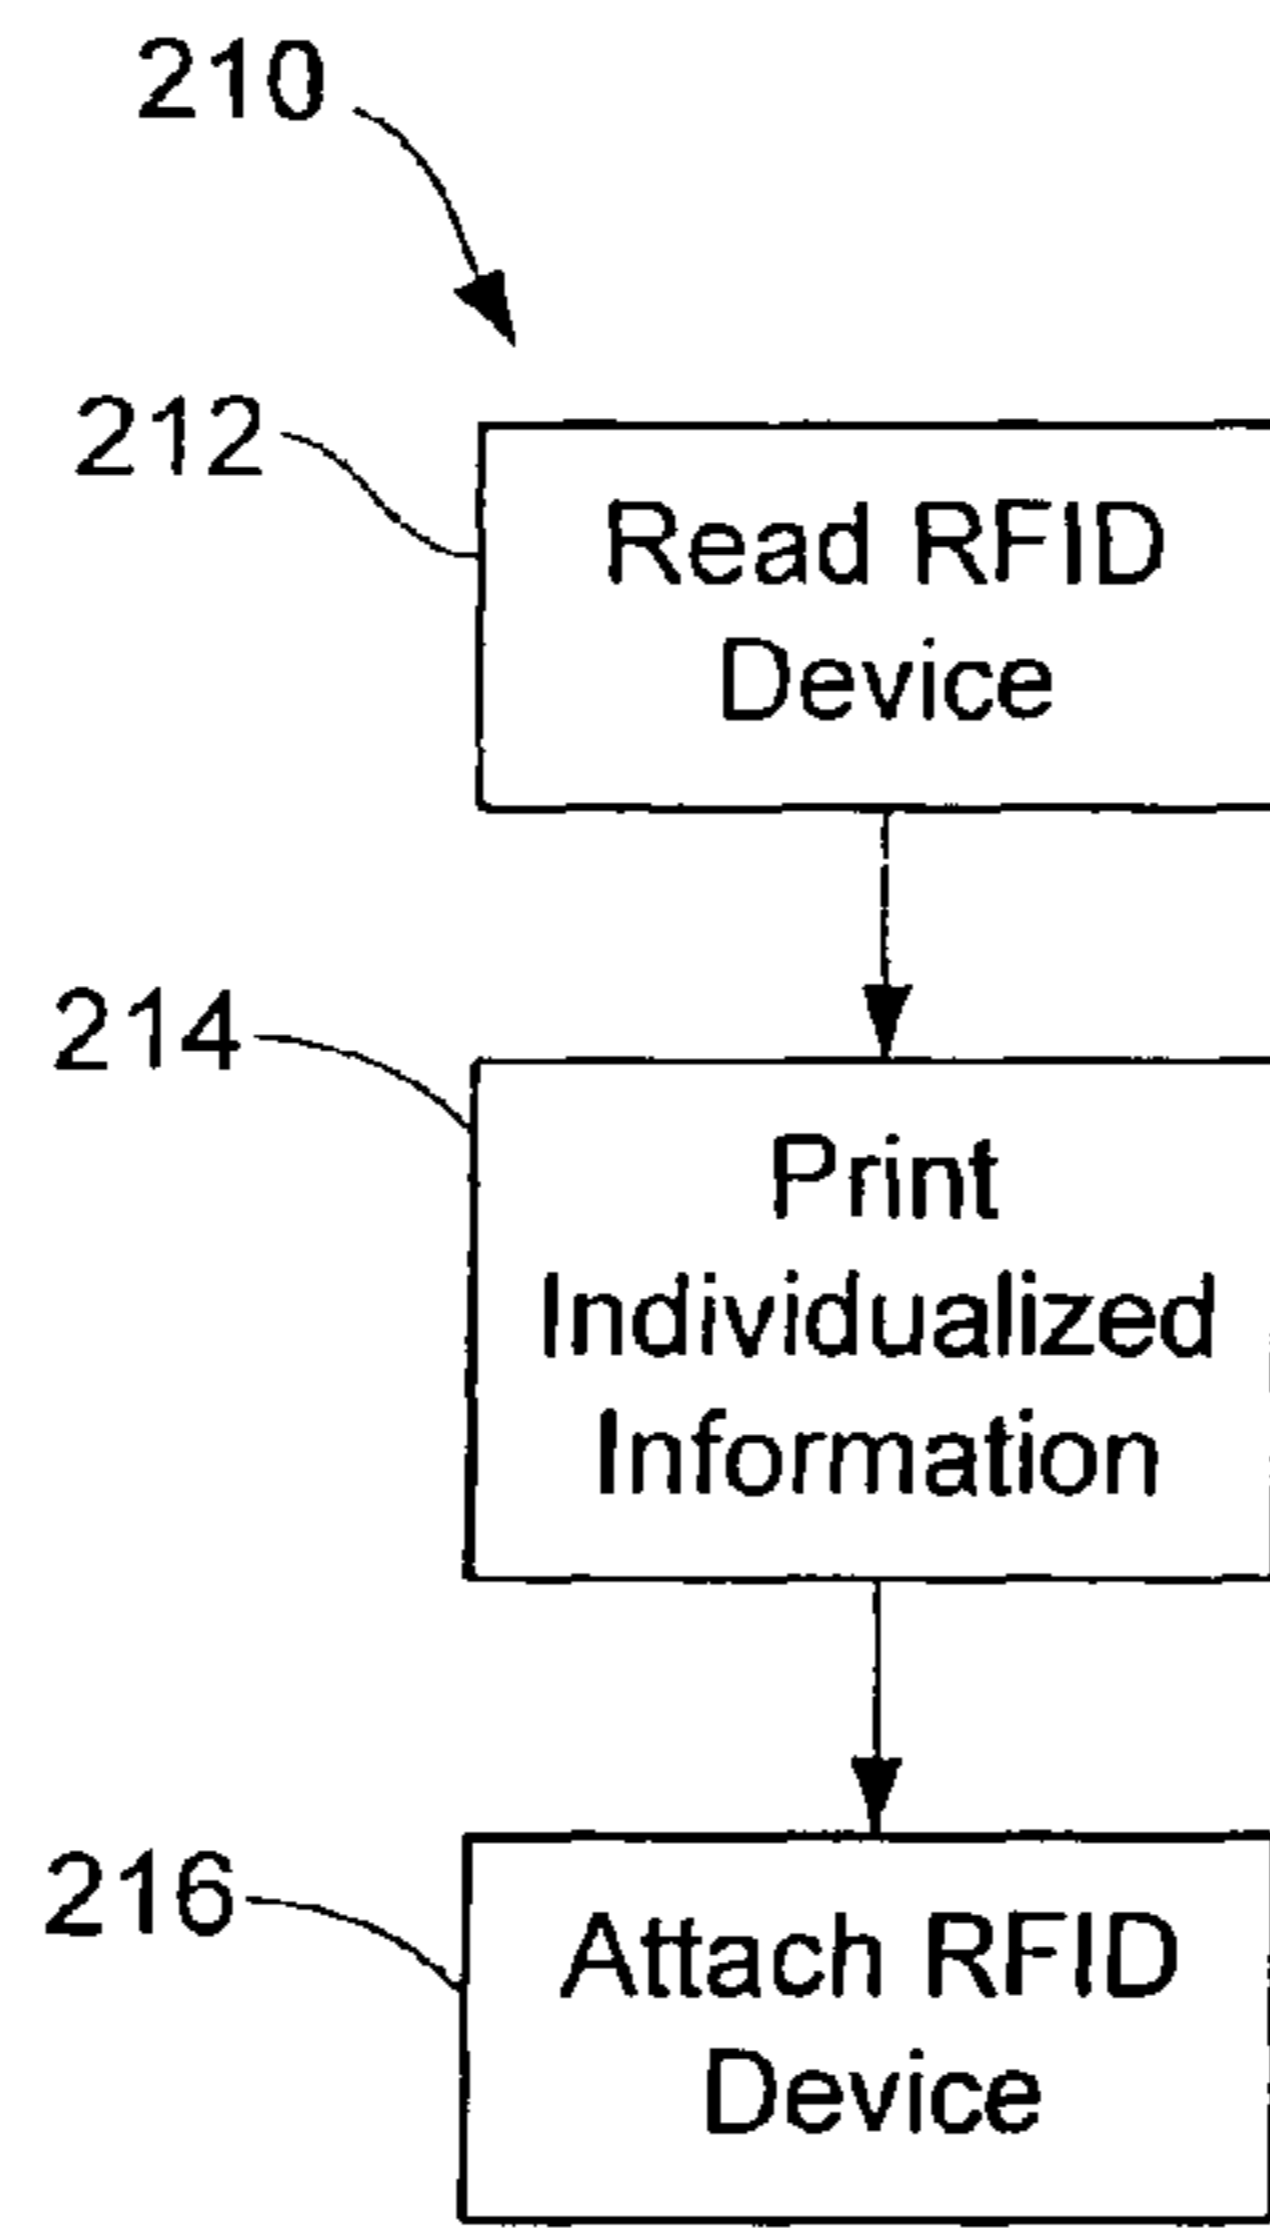 210
212
Read RFID
Device
214
Print
Individualized
Information
216
Attach RFID
Device